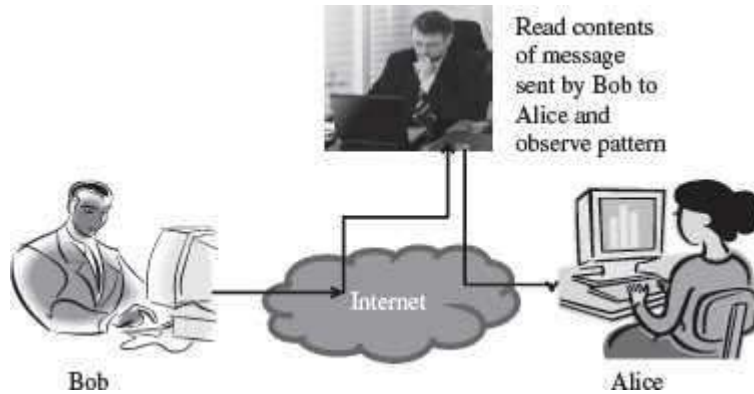 Read contents
of message
sent by Bob to
Alice and
observe pattern
Internet
Bob
Alice